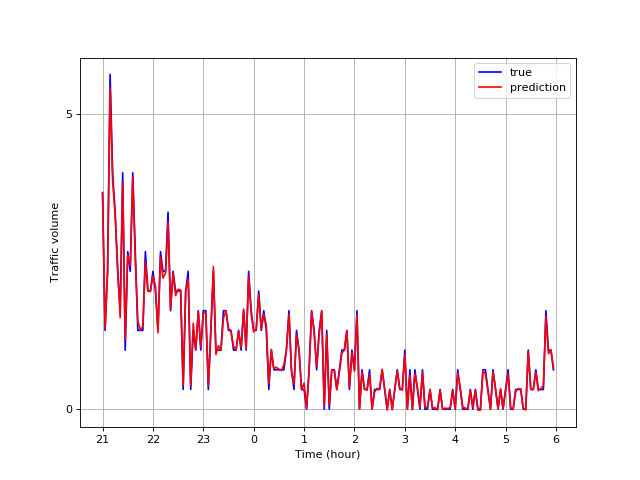 true
prediction
Traffic volume
5
0
21 22 23 0 1 2 3 4 5 6
Time (hour)